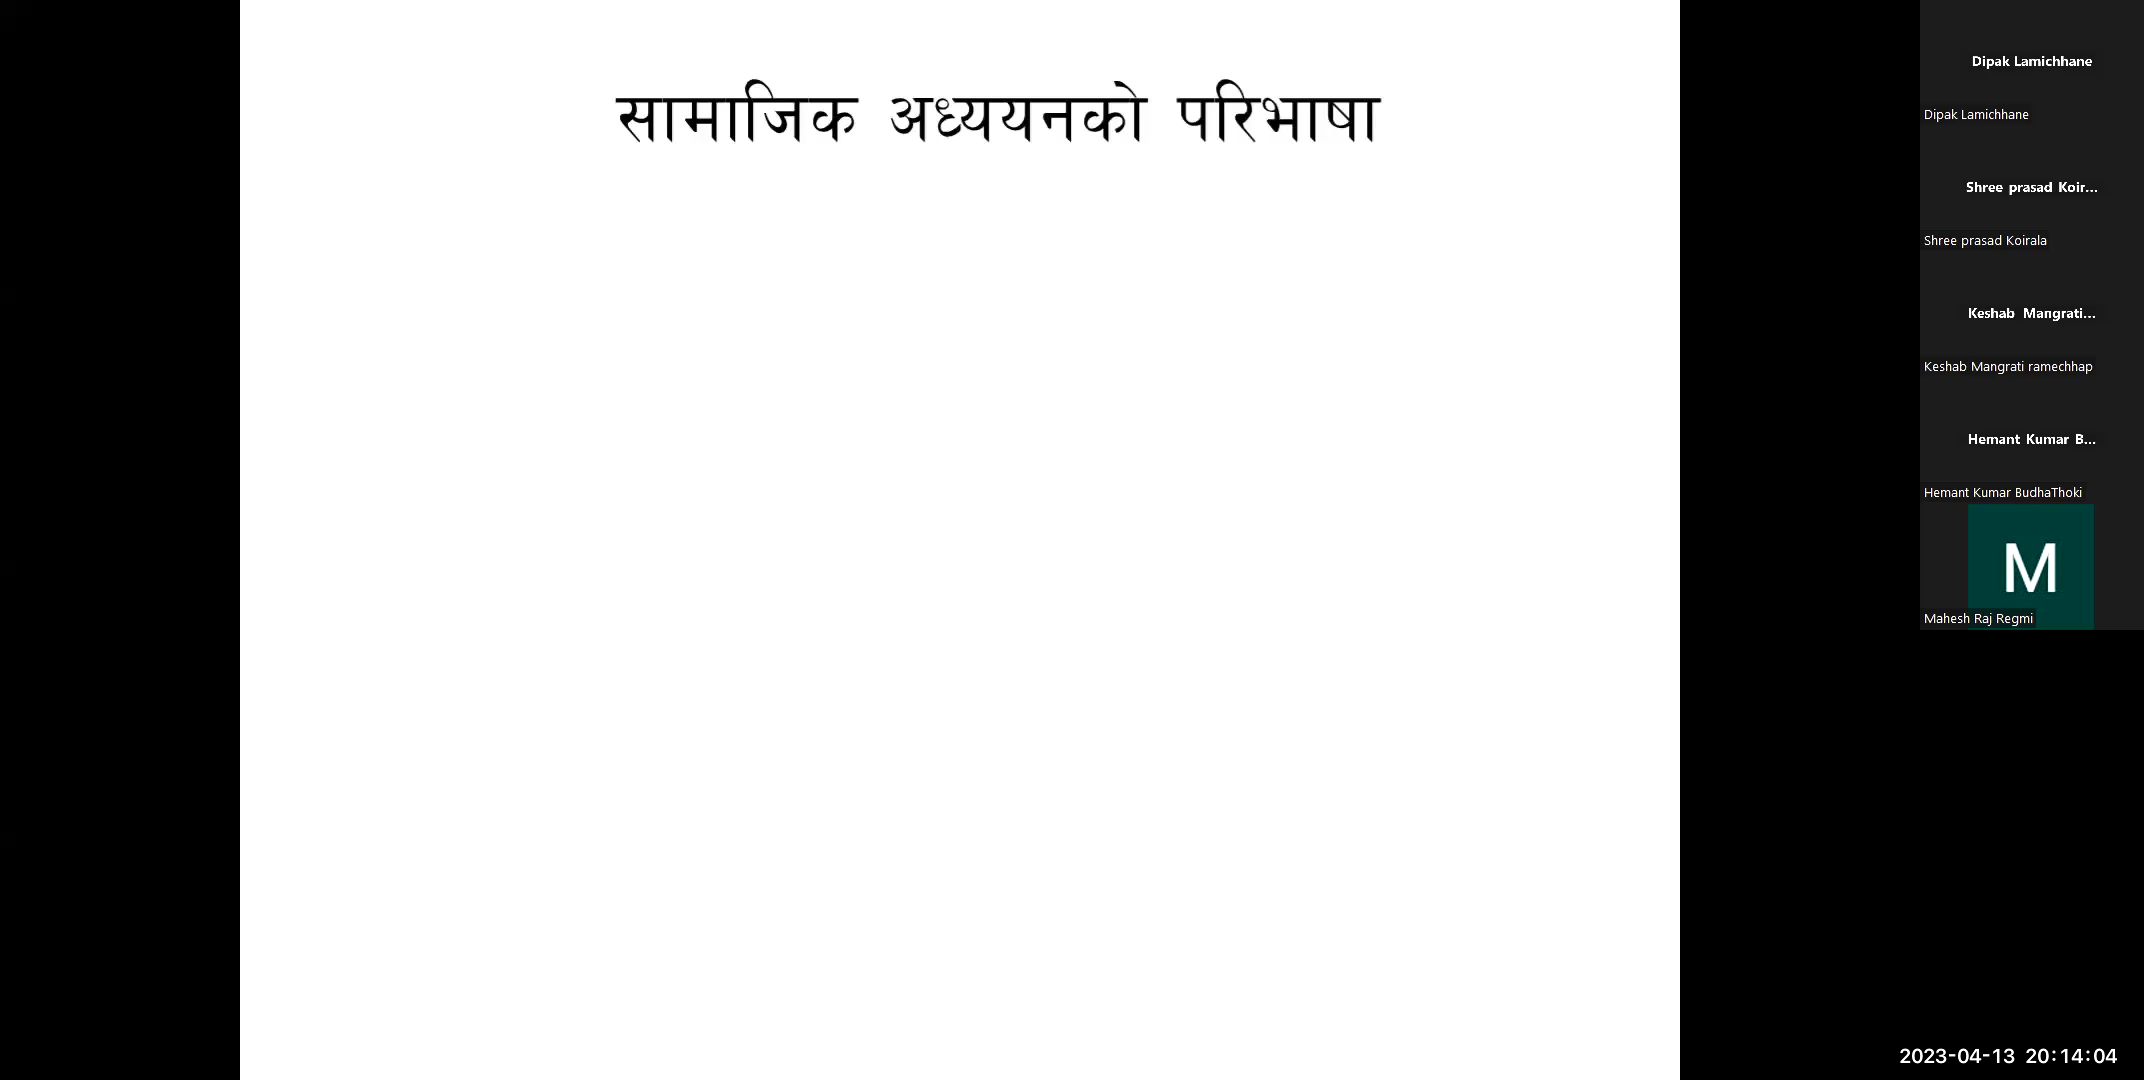 सामाजिक अध्ययनको परिभाषा
Dipak Lamichhane
Dipak Lamichhane
Shree prasad Koir...
Shree prasad Koirala
Keshab Mangrati...
Keshab Mangrati ramechhap
Hemant Kumar B...
Hemant Kumar BudhaThoki
M
Mahesh Raj Regmi
2023-04-13 20:14:04